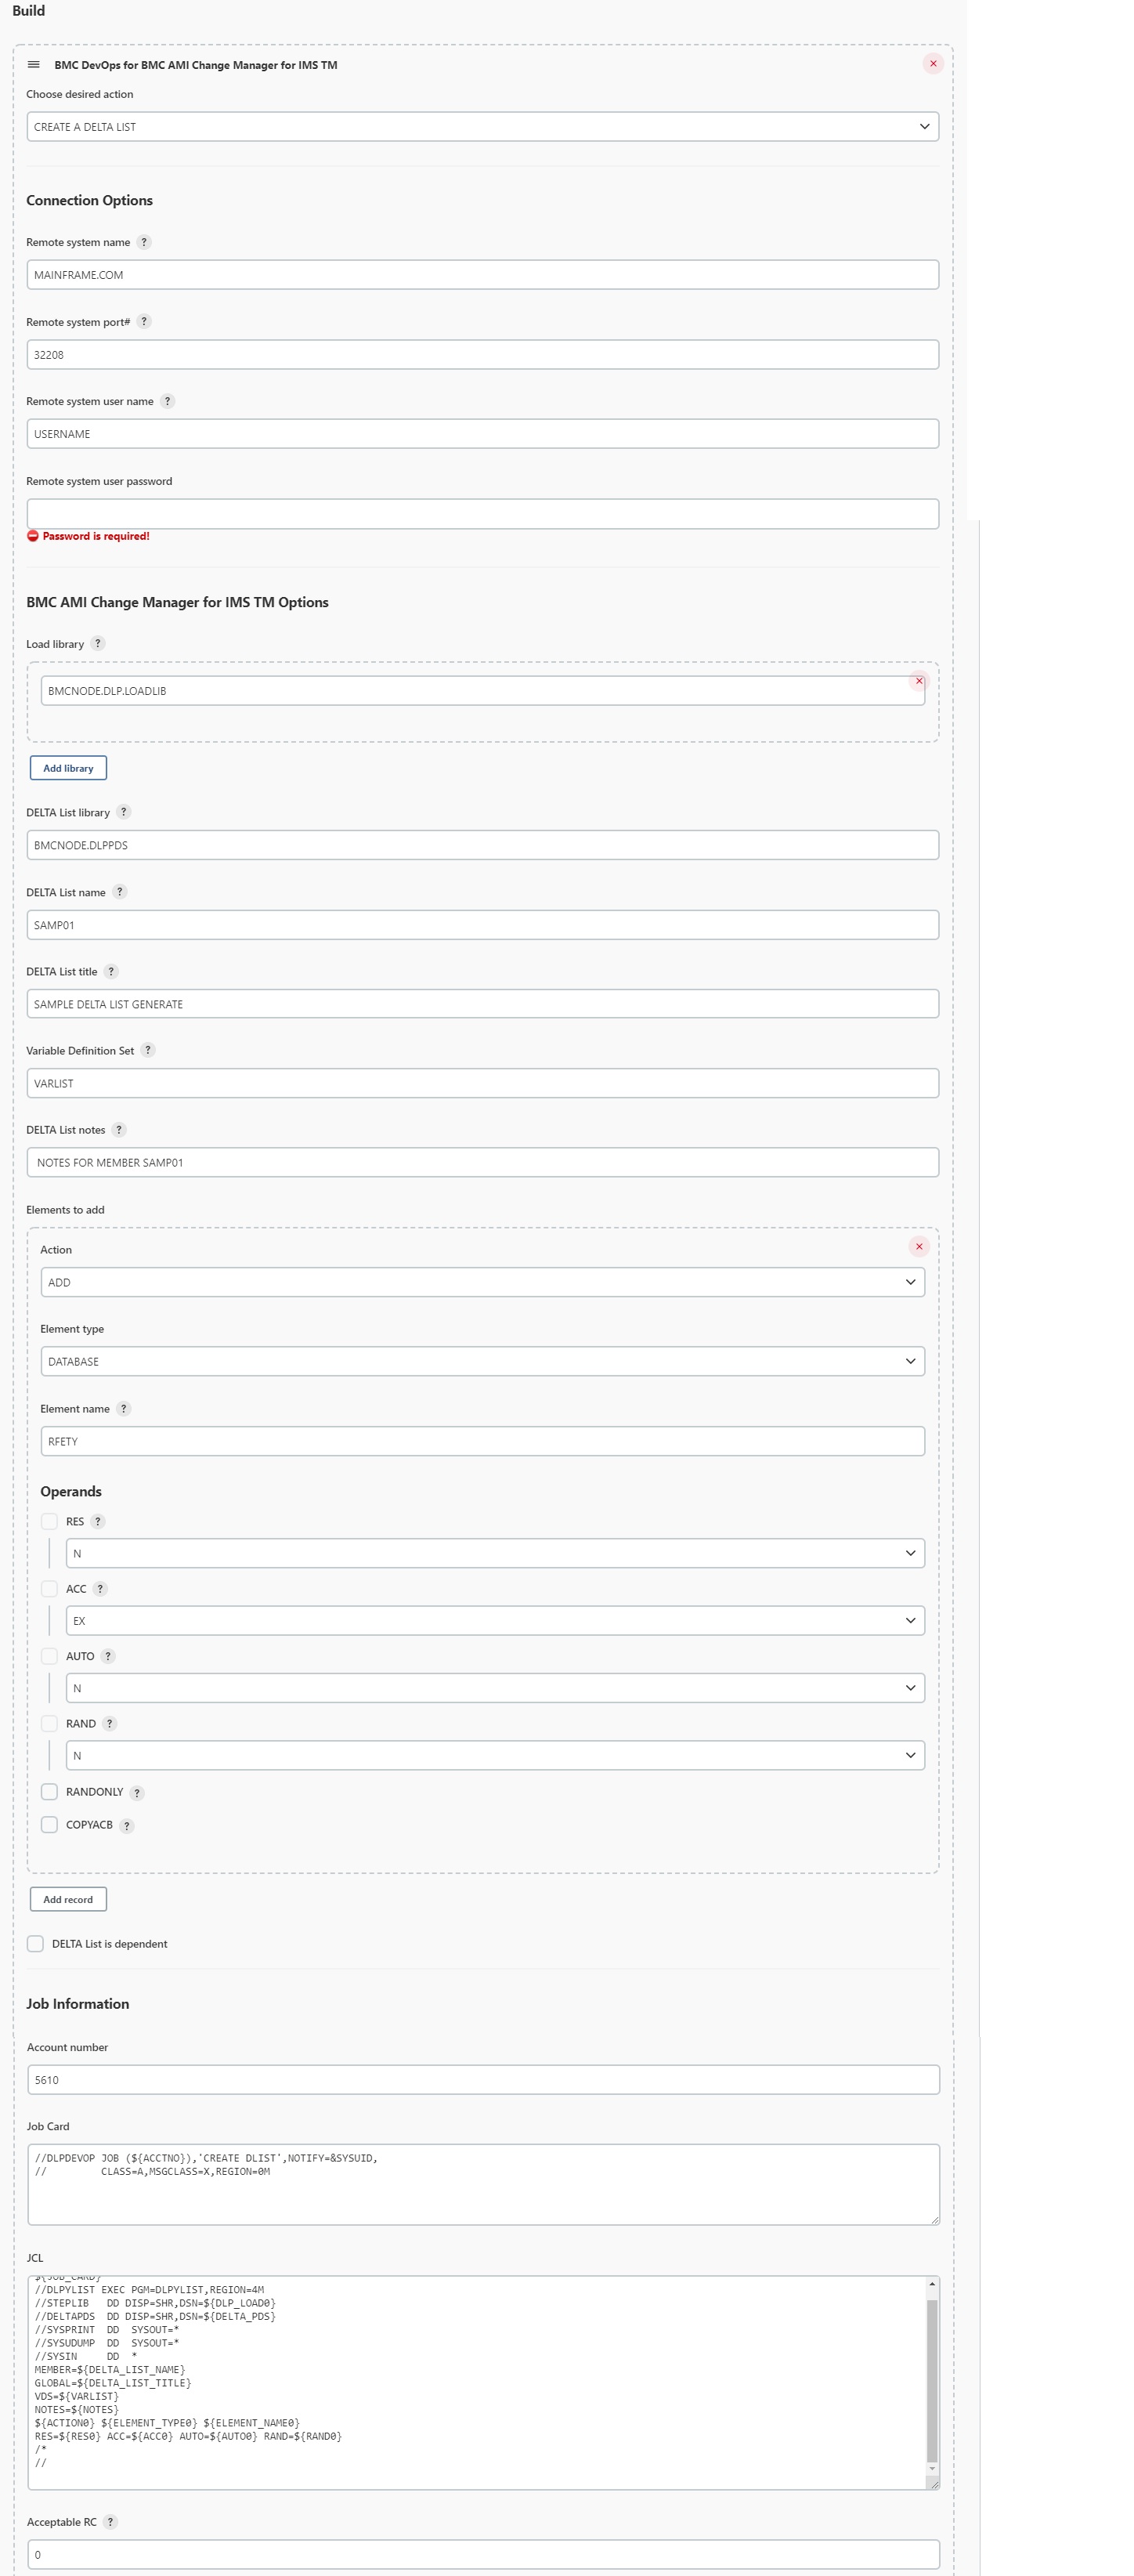 Build
BMC DevOps for BMC AMI Change Manager for IMS TM
Choose desired action
CREATE A DELTA LIST
Connection Options
Remote system name ?
MAINFRAME.COM
Remote system port# ?
32208
Remote system user name ?
USERNAME
Remote system user password
Password is required!
BMC AMI Change Manager for IMS TM Options
Load library ?
BMCNODE.DLP.LOADLIB
Add library
DELTA List library ?
BMCNODE.DLPPDS
DELTA List name ?
SAMP01
DELTA List title ?
SAMPLE DELTA LIST GENERATE
Variable Definition Set ?
VARLIST
DELTA List notes ?
NOTES FOR MEMBER SAMP01
Elements to add
Action
ADD
Element type
DATABASE
Element name ?
RFETY
Operands
RES ?
N
ACC ?
EX
AUTO ?
N
RAND ?
N
RANDONLY ?
COPYACB ?
Add record
DELTA List is dependent
Job Information
Account number
5610
Job Card
//DLPDEVOP JOB (${ACCTNO}),'CREATE DLIST',NOTIFY=&SYSUID,
//         CLASS=A,MSGCLASS=X,REGION=0M
JCL
${JOB_CARD}
//DLPYLIST EXEC PGM=DLPYLIST,REGION=4M
//STEPLIB   DD DISP=SHR,DSN=${DLP_LOAD0}
//DELTAPDS  DD DISP=SHR,DSN=${DELTA_PDS}
//SYSPRINT  DD  SYSOUT=*
//SYSUDUMP  DD  SYSOUT=*
//SYSIN     DD  *
MEMBER=${DELTA_LIST_NAME}
GLOBAL=${DELTA_LIST_TITLE}
VDS=${VARLIST}
NOTES=${NOTES}
${ACTION0} ${ELEMENT_TYPE0} ${ELEMENT_NAME0}
RES=${RES0} ACC=${ACC0} AUTO=${AUTO0} RAND=${RAND0}
/*
//
Acceptable RC ?
0